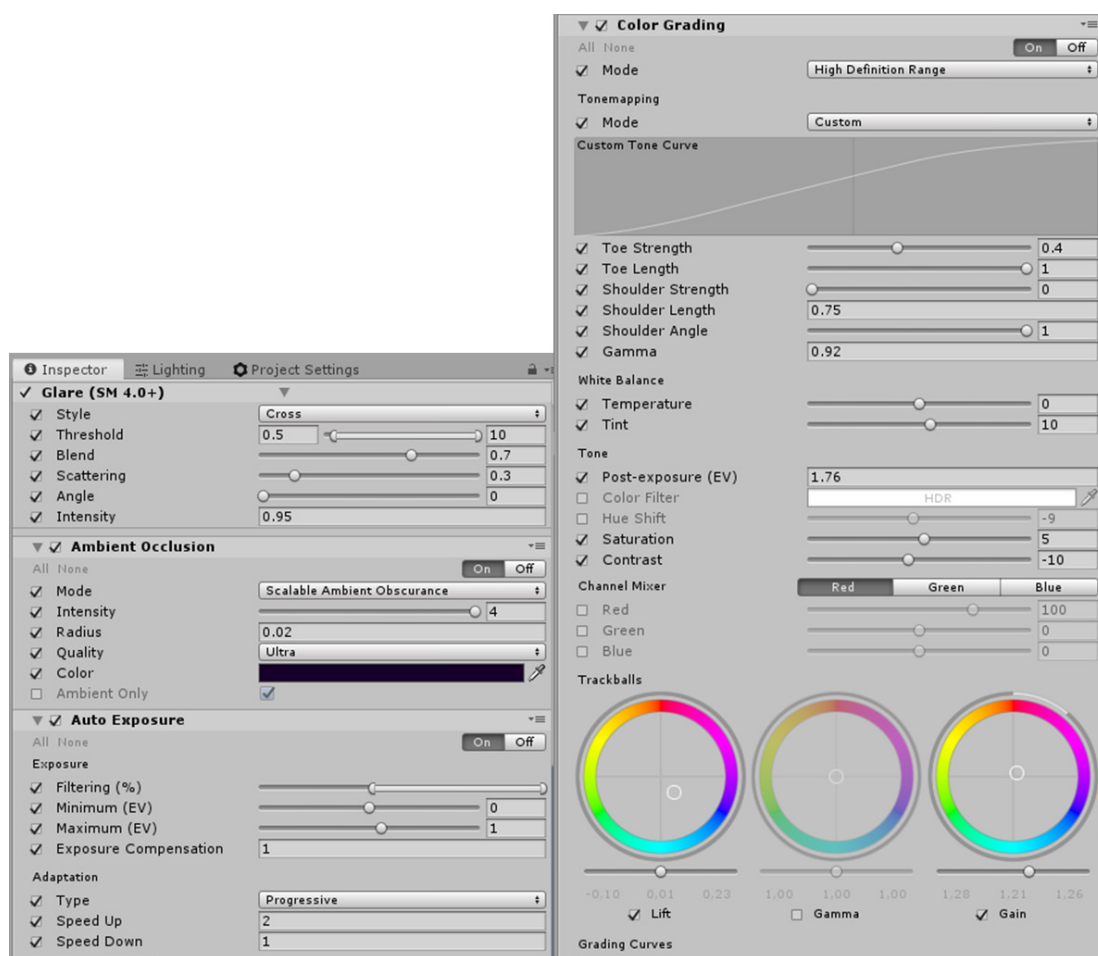 Inspector Lighting Project Settings
Glare (SM 4.0+)
Style Cross
Threshold 0.5 10
Blend 0.7
Scattering 0.3
Angle 0
Intensity 0.95
Ambient Occlusion
All None On Off
Mode Scalable Ambient Obscurance
Intensity 4
Radius 0.02
Quality Ultra
Color
Ambient Only
Auto Exposure
All None On Off
Exposure
Filtering (%)
Minimum (EV) 0
Maximum (EV) 1
Exposure Compensation 1
Adaptation
Type Progressive
Speed Up 2
Speed Down 1
Color Grading
All None On Off
Mode High Definition Range
Tonemapping
Mode Custom
Custom Tone Curve
Toe Strength 0.4
Toe Length 1
Shoulder Strength 0
Shoulder Length 0.75
Shoulder Angle 1
Gamma 0.92
White Balance
Temperature 0
Tint 10
Tone
Post-exposure (EV) 1.76
Color Filter HDR
Hue Shift -9
Saturation 5
Contrast -10
Channel Mixer Red Green Blue
Red 100
Green 0
Blue 0
Trackballs
-0,10 0,01 0,23 1,00 1,00 1,00 1,28 1,21 1,26
Lift Gamma Gain
Grading Curves